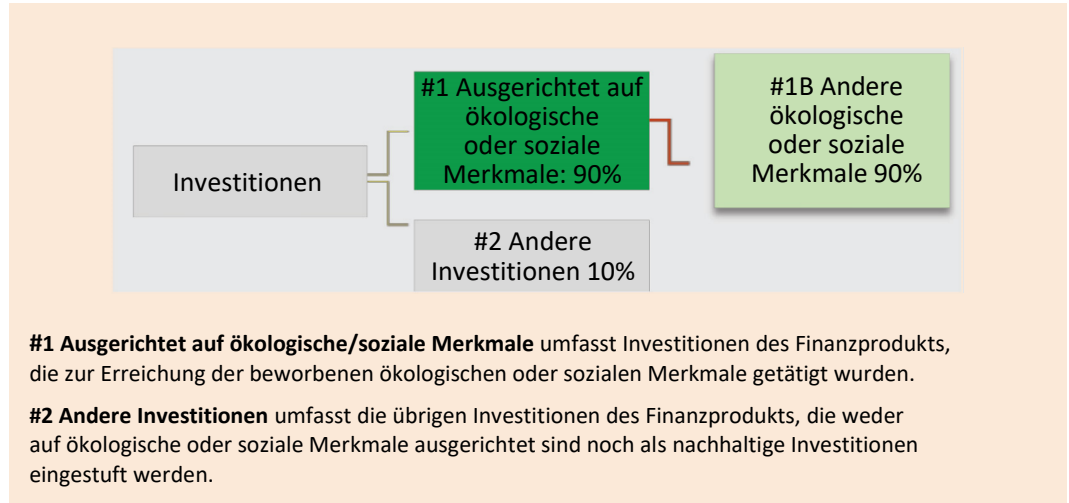 Investitionen
#1 Ausgerichtet auf
ökologische
oder soziale
Merkmale: 90%
#1B Andere
ökologische
oder soziale
Merkmale 90%
#2 Andere
Investitionen 10%
#1 Ausgerichtet auf ökologische/soziale Merkmale umfasst Investitionen des Finanzprodukts,
die zur Erreichung der beworbenen ökologischen oder sozialen Merkmale getätigt wurden.
#2 Andere Investitionen umfasst die übrigen Investitionen des Finanzprodukts, die weder
auf ökologische oder soziale Merkmale ausgerichtet sind noch als nachhaltige Investitionen
eingestuft werden.